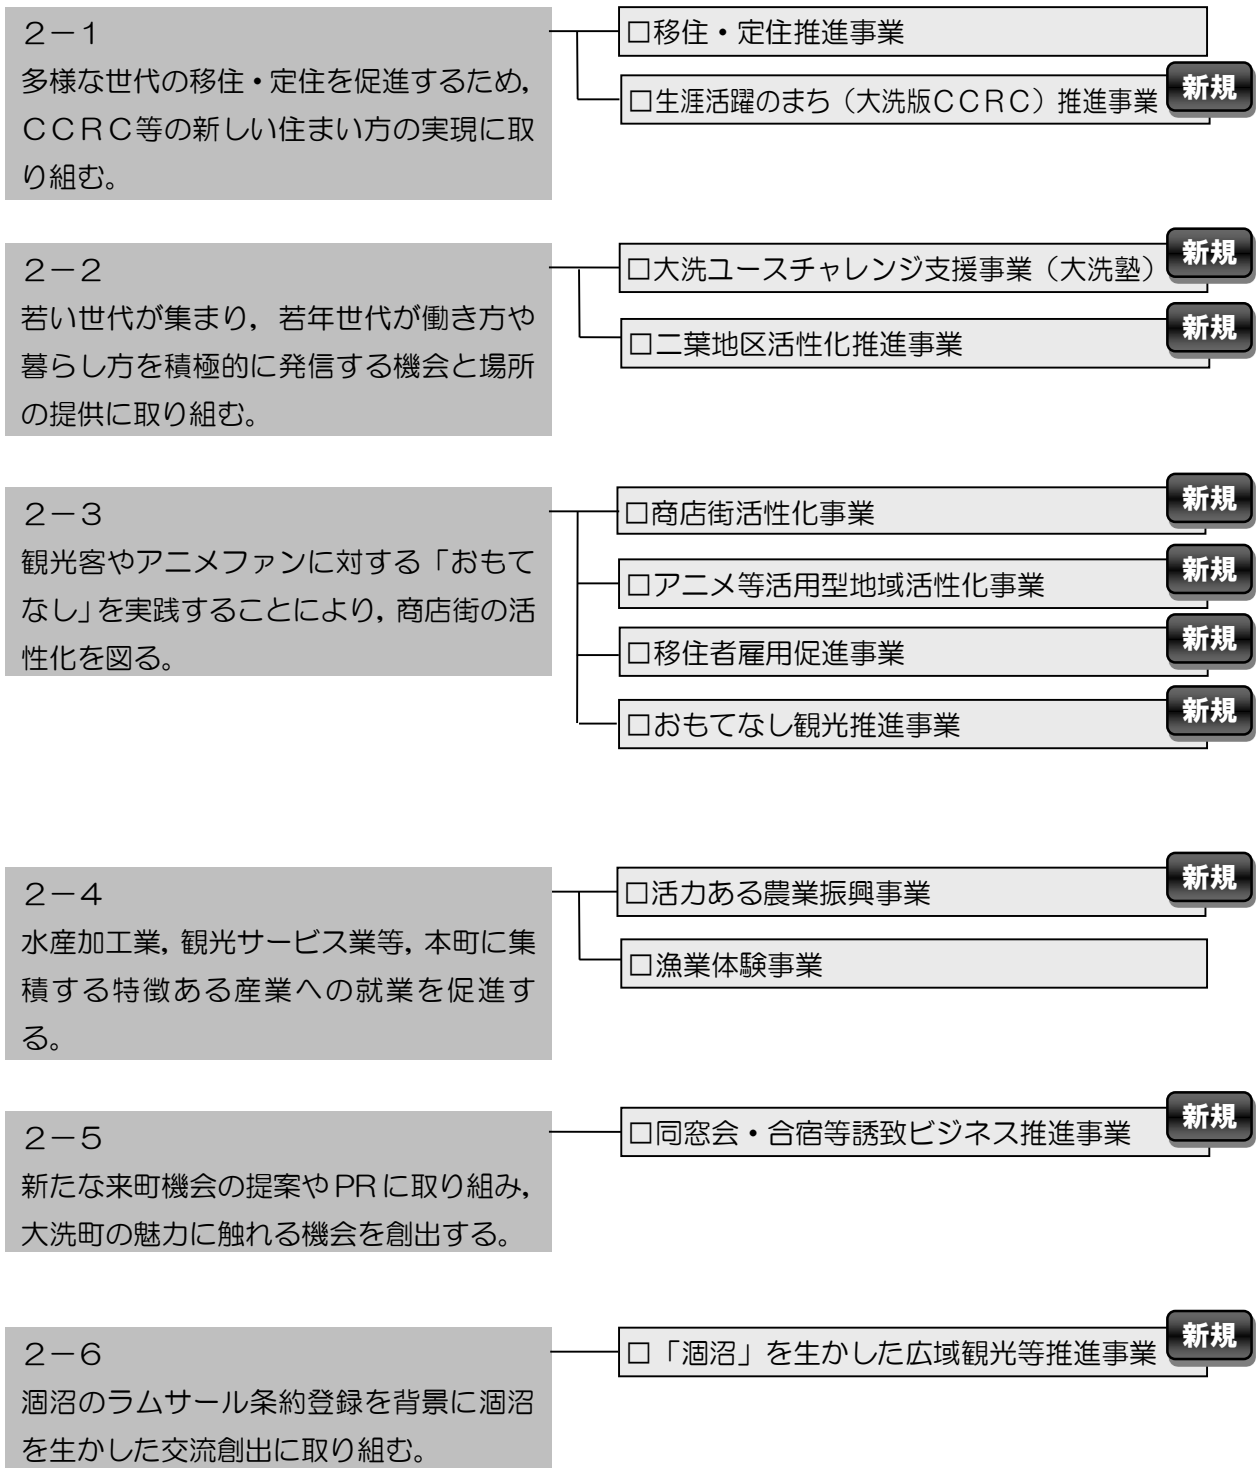 ２－１
多様な世代の移住・定住を促進するため，
ＣＣＲＣ等の新しい住まい方の実現に取
り組む。
□移住・定住推進事業
□生涯活躍のまち（大洗版ＣＣＲＣ）推進事業
新規
２－２
若い世代が集まり，若年世代が働き方や
暮らし方を積極的に発信する機会と場所
の提供に取り組む。
□大洗ユースチャレンジ支援事業（大洗塾）
新規
□二葉地区活性化推進事業
新規
２－３
観光客やアニメファンに対する「おもて
なし」を実践することにより，商店街の活
性化を図る。
□商店街活性化事業
新規
□アニメ等活用型地域活性化事業
新規
□移住者雇用促進事業
新規
□おもてなし観光推進事業
新規
２－４
水産加工業，観光サービス業等，本町に集
積する特徴ある産業への就業を促進す
る。
□活力ある農業振興事業
新規
□漁業体験事業
２－５
新たな来町機会の提案やPRに取り組み，
大洗町の魅力に触れる機会を創出する。
□同窓会・合宿等誘致ビジネス推進事業
新規
２－６
涸沼のラムサール条約登録を背景に涸沼
を生かした交流創出に取り組む。
□「涸沼」を生かした広域観光等推進事業
新規